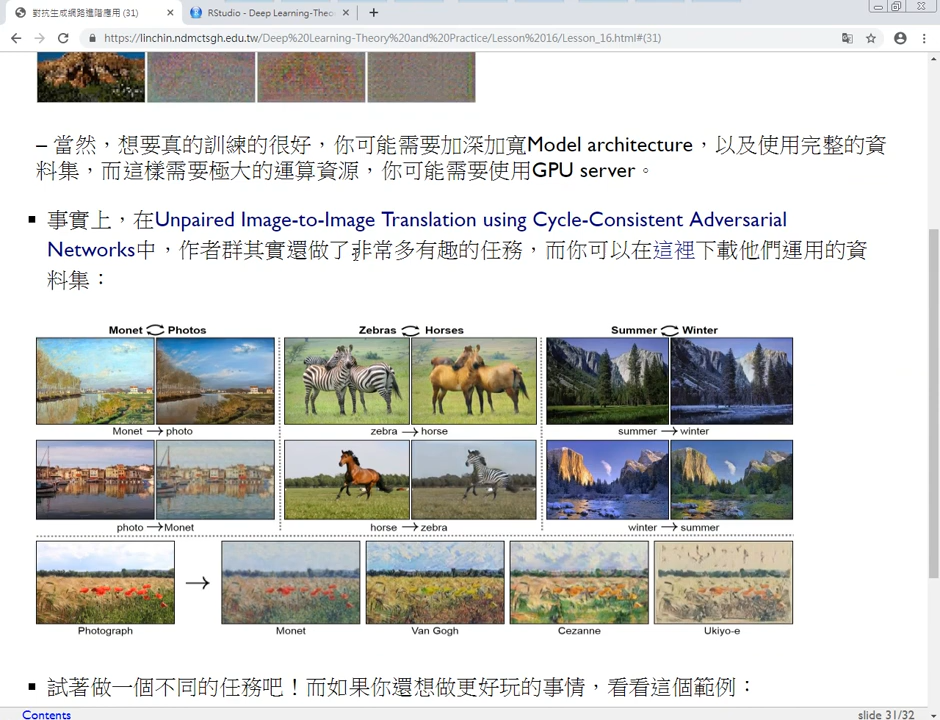 對抗生成網路進階應用 (31)
RStudio - Deep Learning-Theo
https://linchin.ndmctsgh.edu.tw/Deep%20Learning-Theory%20and%20Practice/Lesson%2016/Lesson_16.html#(31)
– 當然，想要真的訓練的很好，你可能需要加深加寬Model architecture，以及使用完整的資
料集，而這樣需要極大的運算資源，你可能需要使用GPU server。
▪ 事實上，在Unpaired Image-to-Image Translation using Cycle-Consistent Adversarial
Networks中，作者群其實還做了非常多有趣的任務，而你可以在這裡下載他們運用的資
料集：
Monet Photos
Zebras Horses
Summer Winter
Monet → photo
zebra → horse
summer → winter
photo → Monet
horse → zebra
winter → summer
Photograph
Monet
Van Gogh
Cezanne
Ukiyo-e
▪ 試著做一個不同的任務吧！而如果你還想做更好玩的事情，看看這個範例：
Contents
slide 31/32